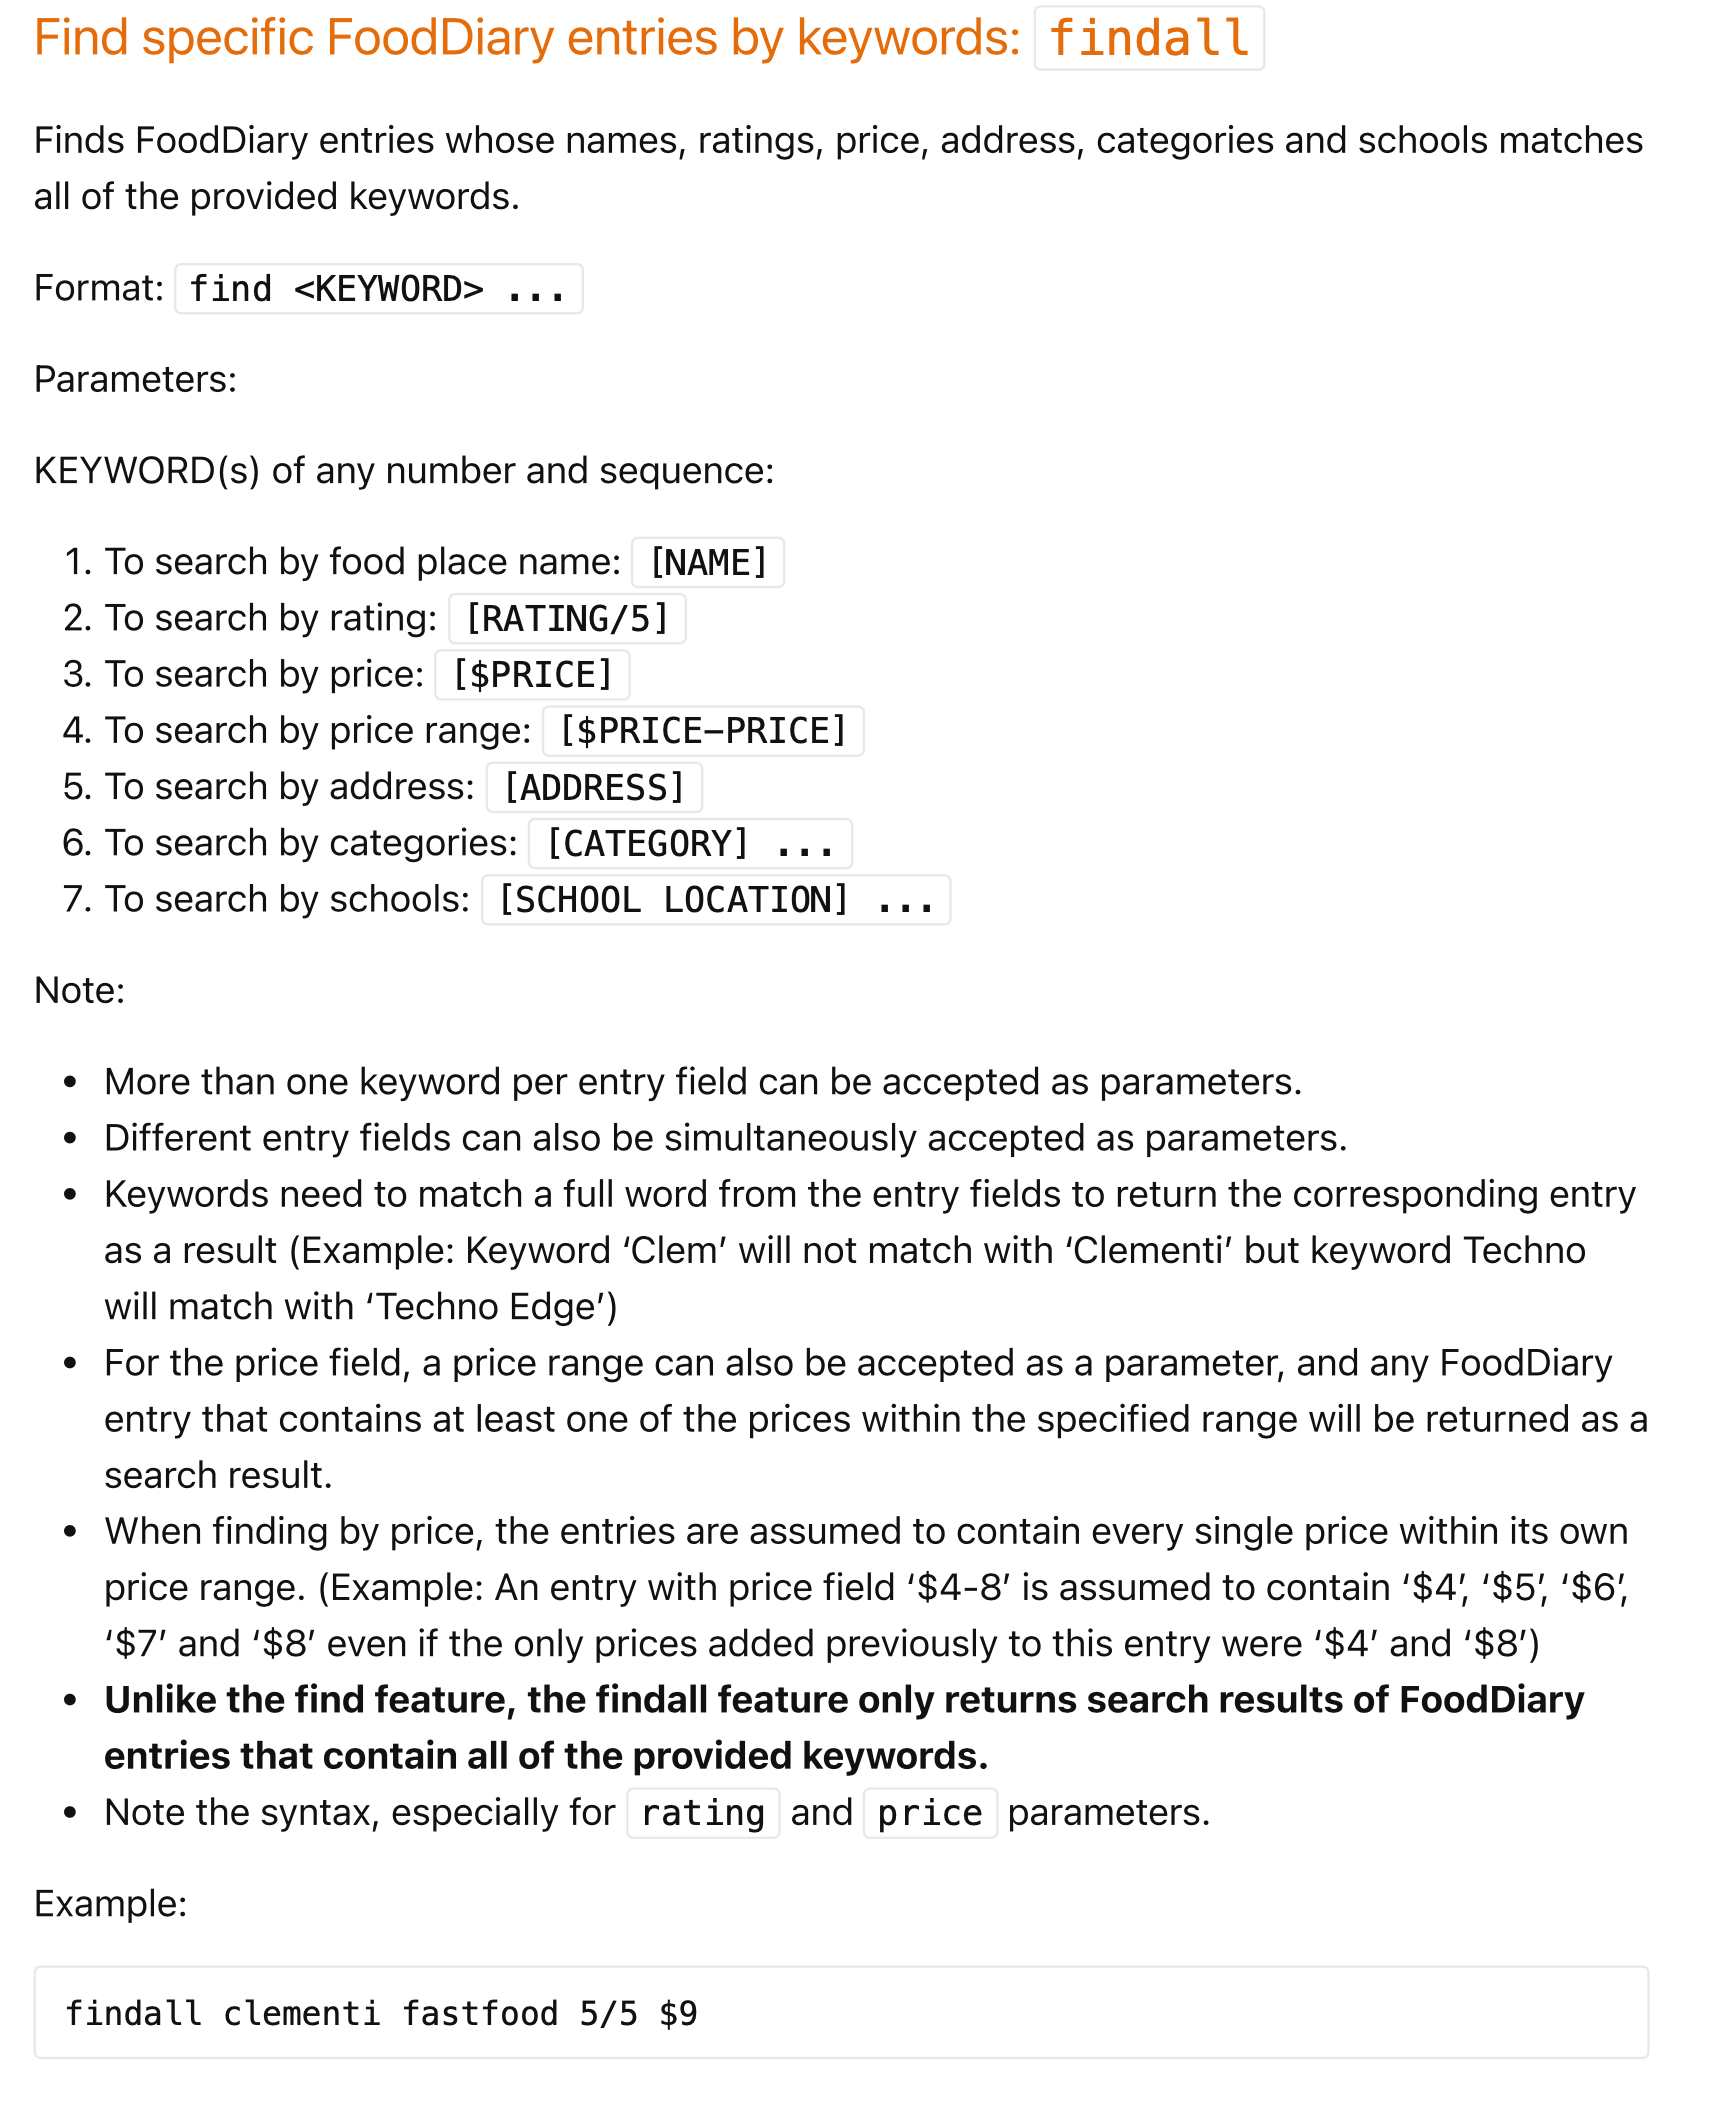 Find specific FoodDiary entries by keywords: findall
Finds FoodDiary entries whose names, ratings, price, address, categories and schools matches
all of the provided keywords.
Format: find <KEYWORD> ...
Parameters:
KEYWORD(s) of any number and sequence:
1. To search by food place name: [NAME]
2. To search by rating: [RATING/5]
3. To search by price: [$PRICE]
4. To search by price range: [$PRICE-PRICE]
5. To search by address: [ADDRESS]
6. To search by categories: [CATEGORY] ...
7. To search by schools: [SCHOOL LOCATION] ...
Note:
• More than one keyword per entry field can be accepted as parameters.
• Different entry fields can also be simultaneously accepted as parameters.
• Keywords need to match a full word from the entry fields to return the corresponding entry
as a result (Example: Keyword ‘Clem’ will not match with ‘Clementi’ but keyword Techno
will match with ‘Techno Edge’)
• For the price field, a price range can also be accepted as a parameter, and any FoodDiary
entry that contains at least one of the prices within the specified range will be returned as a
search result.
• When finding by price, the entries are assumed to contain every single price within its own
price range. (Example: An entry with price field ‘$4-8’ is assumed to contain ‘$4’, ‘$5’, ‘$6’,
‘$7’ and ‘$8’ even if the only prices added previously to this entry were ‘$4’ and ‘$8’)
• Unlike the find feature, the findall feature only returns search results of FoodDiary
entries that contain all of the provided keywords.
• Note the syntax, especially for rating and price parameters.
Example:
findall clementi fastfood 5/5 $9